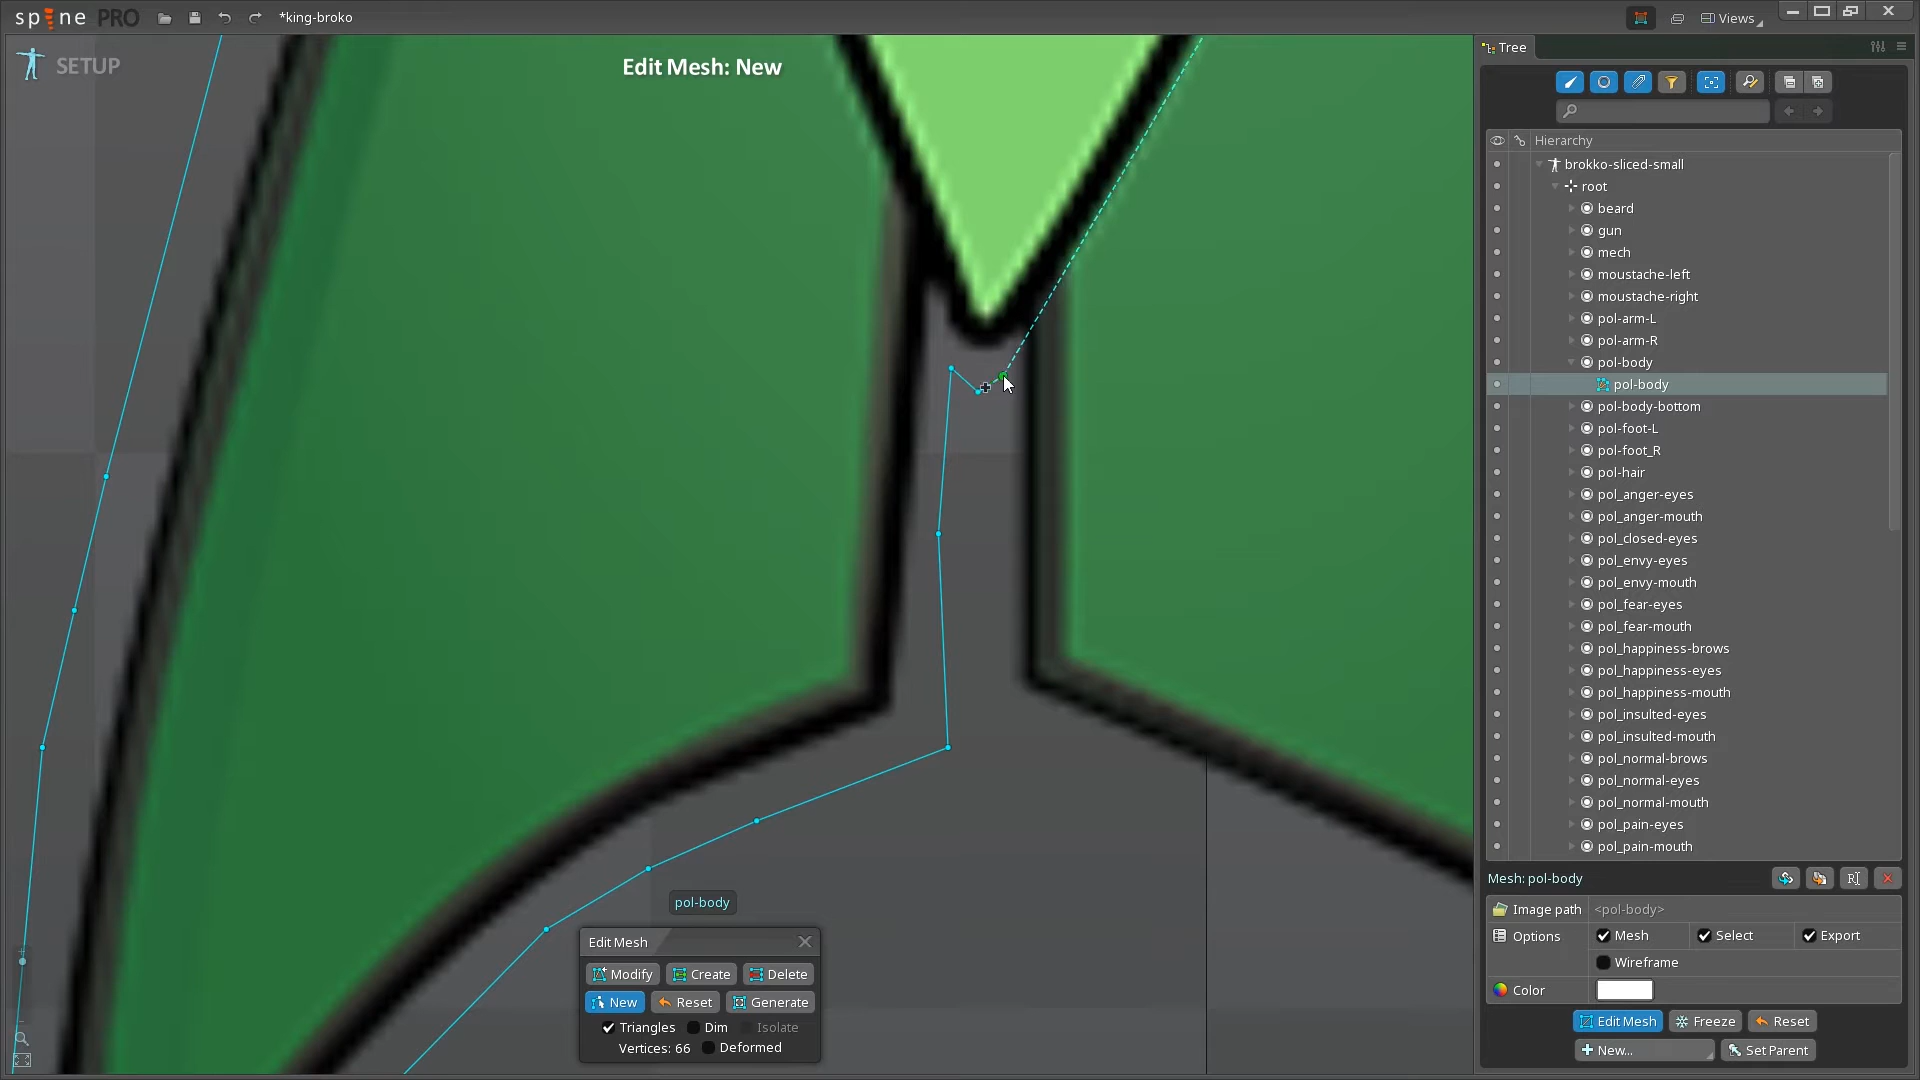 spine PRO
*king-broko
Views
SETUP
Edit Mesh: New
Tree
Hierarchy
brokko-sliced-small
root
beard
gun
mech
moustache-left
moustache-right
pol-arm-L
pol-arm-R
pol-body
pol-body
pol-body-bottom
pol-foot-L
pol-foot_R
pol-hair
pol_anger-eyes
pol_anger-mouth
pol_closed-eyes
pol_envy-eyes
pol_envy-mouth
pol_fear-eyes
pol_fear-mouth
pol_happiness-brows
pol_happiness-eyes
pol_happiness-mouth
pol_insulted-eyes
pol_insulted-mouth
pol_normal-brows
pol_normal-eyes
pol_normal-mouth
pol_pain-eyes
pol_pain-mouth
Mesh: pol-body
Image path <pol-body>
Options Mesh Select Export
Wireframe
Color
Edit Mesh Freeze Reset
New... Set Parent
pol-body
Edit Mesh
Modify Create Delete
New Reset Generate
Triangles Dim Isolate
Vertices: 66 Deformed